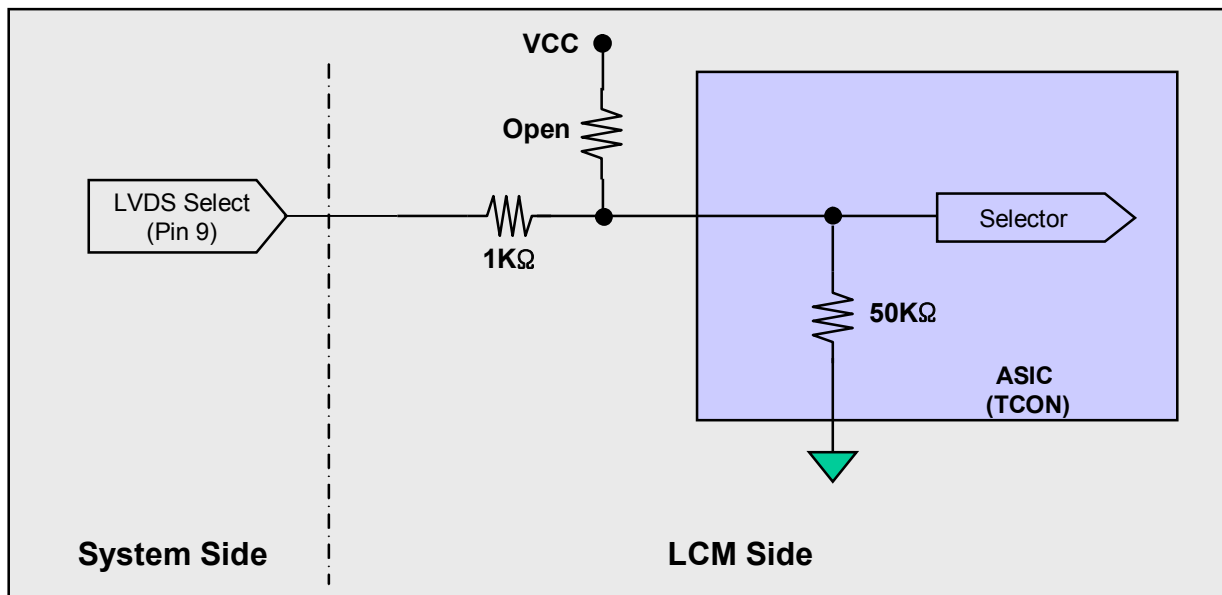 VCC
Open
LVDS Select
(Pin 9)
1KΩ
Selector
50KΩ
ASIC
(TCON)
System Side
LCM Side